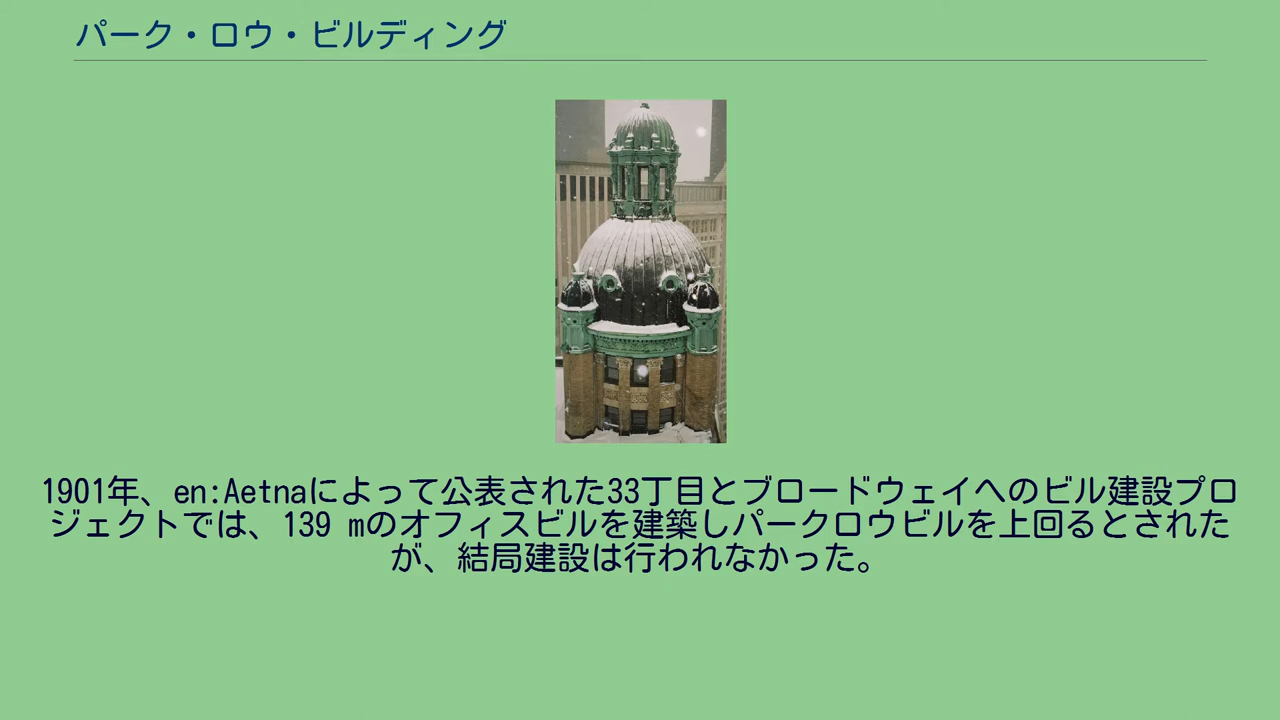 パーク・ロウ・ビルディング
1901年、en:Aetnaによって公表された33丁目とブロードウェイへのビル建設プロ
ジェクトでは、139 mのオフィスビルを建築しパークロウビルを上回るとされた
が、結局建設は行われなかった。